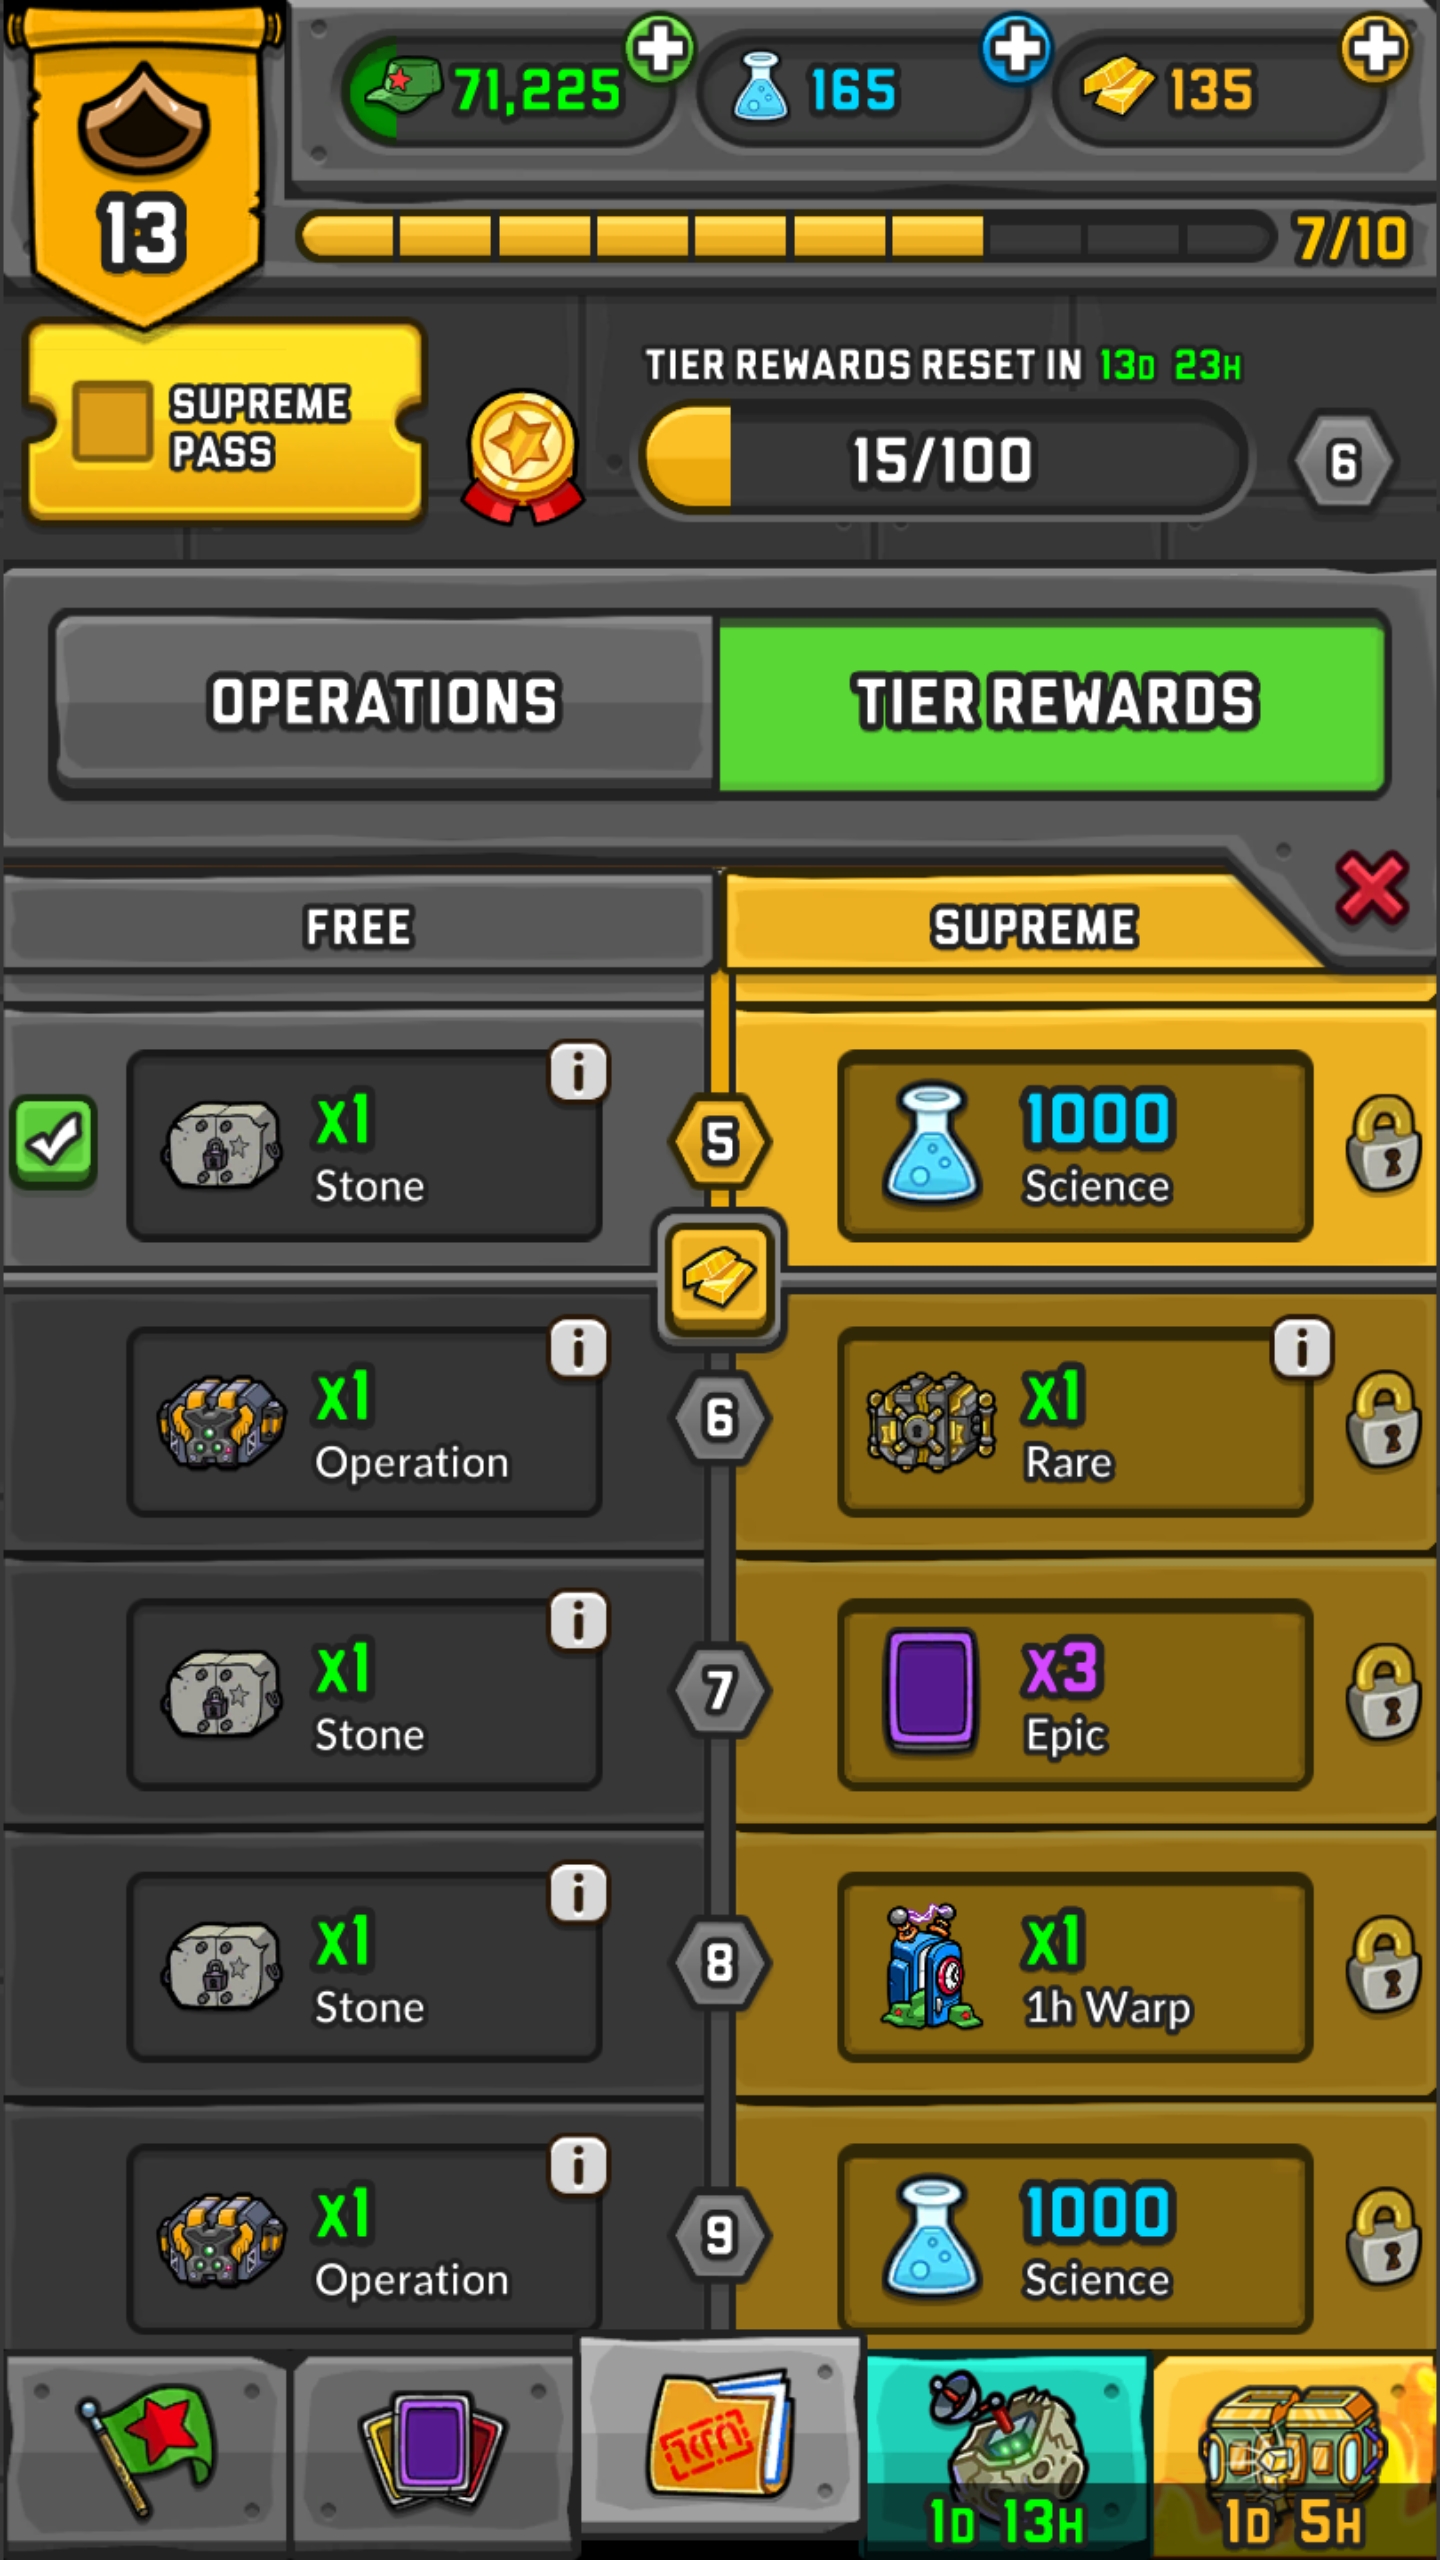 71,225
165
135
13
7/10
SUPREME
PASS
TIER REWARDS RESET IN 13D 23H
15/100
6
OPERATIONS
TIER REWARDS
FREE
SUPREME
x1
Stone
5
1000
Science
x1
Operation
6
x1
Rare
x1
Stone
7
x3
Epic
x1
Stone
8
x1
1h Warp
x1
Operation
9
1000
Science
1D 13H
1D 5H